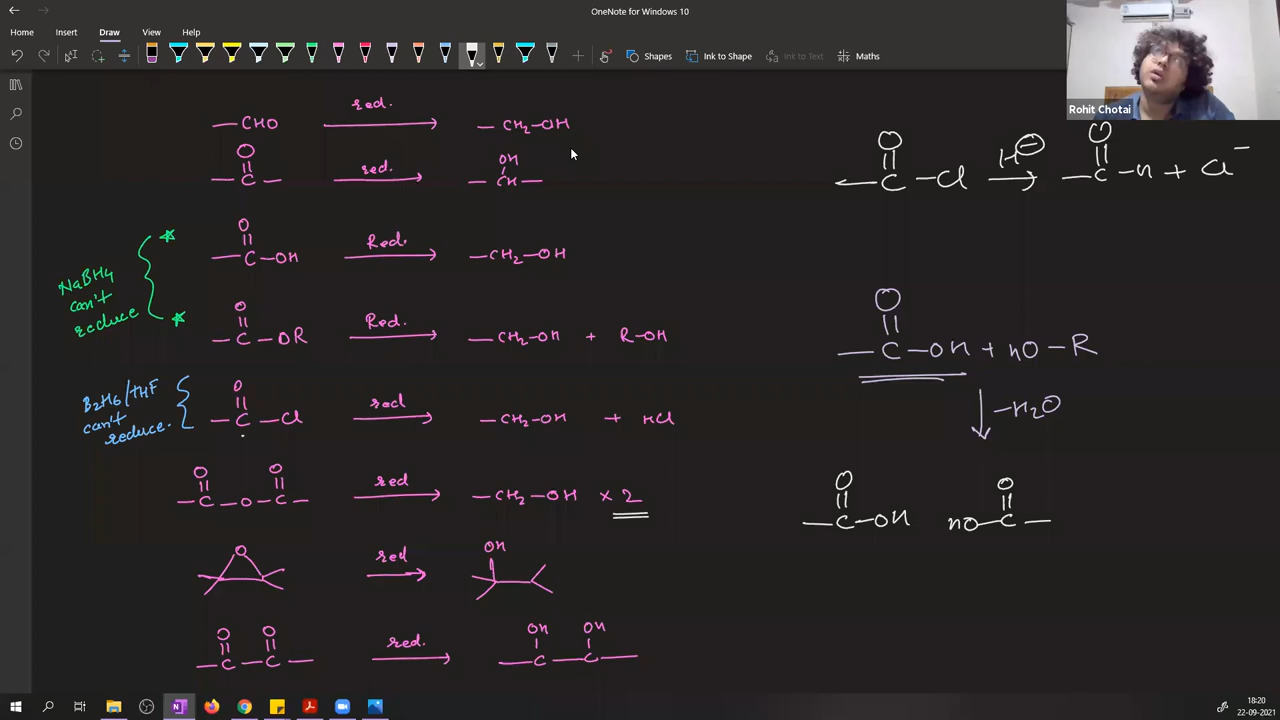 OneNote for Windows 10
Home Insert Draw View Help
Shapes Ink to Shape Ink to Text Maths
Rohit Chotai
—CHO red. —CH2—OH
O OH
—C— red. —CH—
O
—C—OH Red. —CH2—OH
O
—C—OR Red. —CH2—OH + R—OH
O
—C—Cl red —CH2—OH + HCl
O O
—C—O—C— red —CH2—OH × 2
O red OH
O O OH OH
—C—C— red. —C—C—
NaBH4
can't
reduce
B2H6/THF
can't
reduce.
O O
—C—Cl H⊖ —C—H + Cl⁻
O
—C—OH + HO—R
—H2O
O O
—C—OH HO—C—
18:20
22-09-2021